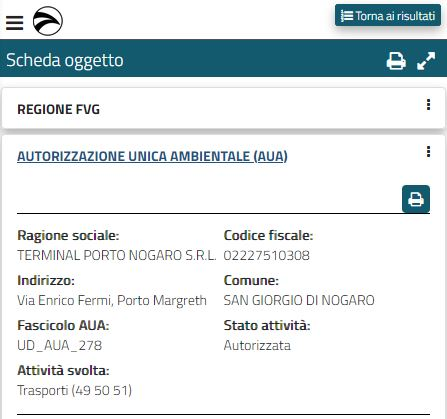 Torna ai risultati
Scheda oggetto
REGIONE FVG
AUTORIZZAZIONE UNICA AMBIENTALE (AUA)
Ragione sociale: Codice fiscale:
TERMINAL PORTO NOGARO S.R.L. 02227510308
Indirizzo: Comune:
Via Enrico Fermi, Porto Margreth SAN GIORGIO DI NOGARO
Fascicolo AUA: Stato attività:
UD_AUA_278 Autorizzata
Attività svolta:
Trasporti (49 50 51)